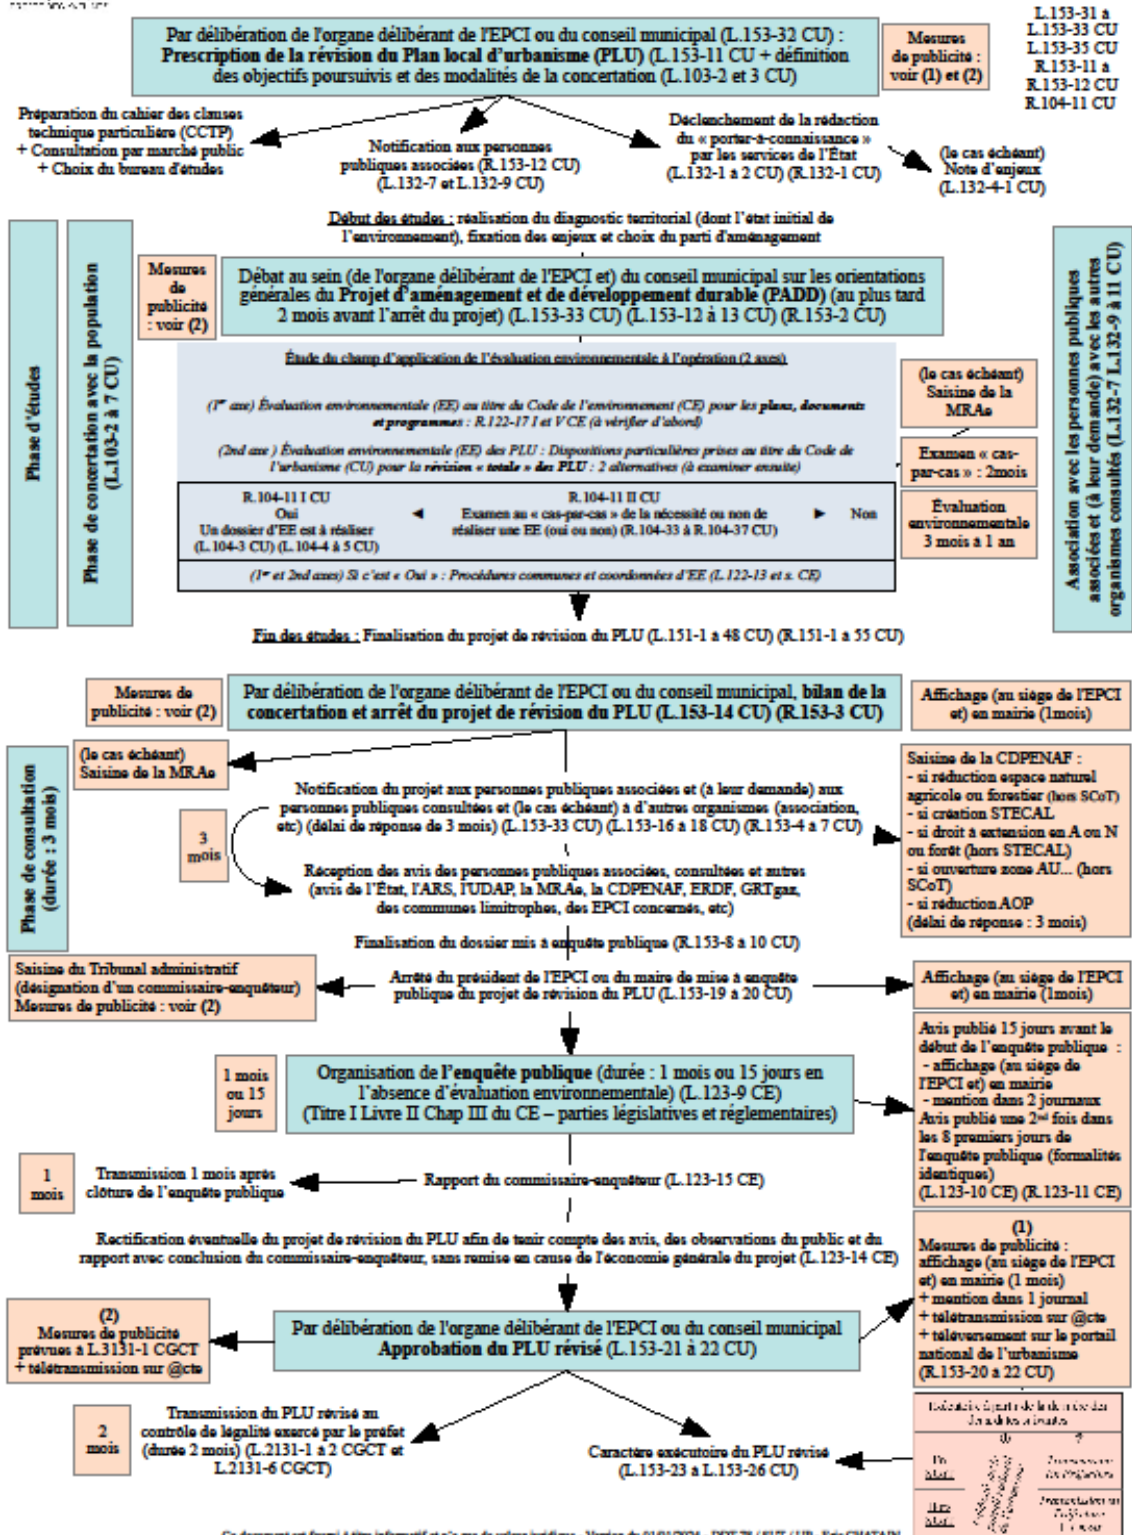 Par délibération de l'organe délibérant de l'EPCI ou du conseil municipal (L.153-32 CU) :
Prescription de la révision du Plan local d'urbanisme (PLU) (L.153-11 CU + définition
des objectifs poursuivis et des modalités de la concertation (L.103-2 et 3 CU)
Mesures
de publicité :
voir (1) et (2)
L.153-31 à
L.153-33 CU
L.153-35 CU
R.153-11 à
R.153-12 CU
R.104-11 CU
Préparation du cahier des clauses
technique particulière (CCTP)
+ Consultation par marché public
+ Choix du bureau d'études
Notification aux personnes
publiques associées (R.153-12 CU)
(L.132-7 et L.132-9 CU)
Déclenchement de la rédaction
du « porter-à-connaissance »
par les services de l'État
(L.132-1 à 2 CU) (R.132-1 CU)
(le cas échéant)
Note d'enjeux
(L.132-4-1 CU)
Début des études : réalisation du diagnostic territorial (dont l'état initial de
l'environnement), fixation des enjeux et choix du parti d'aménagement
Phase d'études
Phase de concertation avec la population
(L.103-2 à 7 CU)
Mesures
de
publicité
: voir (2)
Débat au sein (de l'organe délibérant de l'EPCI et) du conseil municipal sur les orientations
générales du Projet d'aménagement et de développement durable (PADD) (au plus tard
2 mois avant l'arrêt du projet) (L.153-33 CU) (L.153-12 à 13 CU) (R.153-2 CU)
Association avec les personnes publiques
associées et (à leur demande) avec les autres
organismes consultés (L.132-7 L.132-9 à 11 CU)
Étude du champ d'application de l'évaluation environnementale à l'opération (2 axes)
(1er axe) Évaluation environnementale (EE) au titre du Code de l'environnement (CE) pour les plans, documents
et programmes : R.122-17 I et V CE (à vérifier d'abord)
(2nd axe ) Évaluation environnementale (EE) des PLU : Dispositions particulières prises au titre du Code de
l'urbanisme (CU) pour la révision « totale » des PLU : 2 alternatives (à examiner ensuite)
R.104-11 I CU
Oui
Un dossier d'EE est à réaliser
(L.104-3 CU) (L.104-4 à 5 CU)
R.104-11 II CU
Examen au « cas-par-cas » de la nécessité ou non de
réaliser une EE (oui ou non) (R.104-33 à R.104-37 CU)
Non
(1er et 2nd axes) Si c'est « Oui » : Procédures communes et coordonnées d'EE (L.122-13 et s. CE)
(le cas échéant)
Saisine de la
MRAe
Examen « cas-
par-cas » : 2mois
Évaluation
environnementale
3 mois à 1 an
Fin des études : Finalisation du projet de révision du PLU (L.151-1 à 48 CU) (R.151-1 à 55 CU)
Mesures de
publicité : voir (2)
Par délibération de l'organe délibérant de l'EPCI ou du conseil municipal, bilan de la
concertation et arrêt du projet de révision du PLU (L.153-14 CU) (R.153-3 CU)
Affichage (au siège de l'EPCI
et) en mairie (1mois)
Phase de consultation
(durée : 3 mois)
(le cas échéant)
Saisine de la MRAe
3
mois
Notification du projet aux personnes publiques associées et (à leur demande) aux
personnes publiques consultées et (le cas échéant) à d'autres organismes (association,
etc) (délai de réponse de 3 mois) (L.153-33 CU) (L.153-16 à 18 CU) (R.153-4 à 7 CU)
Saisine de la CDPENAF :
- si réduction espace naturel
agricole ou forestier (hors SCoT)
- si création STECAL
- si droit à extension en A ou N
ou forêt (hors STECAL)
- si ouverture zone AU... (hors
SCoT)
- si réduction AOP
(délai de réponse : 3 mois)
Réception des avis des personnes publiques associées, consultées et autres
(avis de l'État, l'ARS, l'UDAP, la MRAe, la CDPENAF, ERDF, GRTgaz,
des communes limitrophes, des EPCI concernés, etc)
Finalisation du dossier mis à enquête publique (R.153-8 à 10 CU)
Saisine du Tribunal administratif
(désignation d'un commissaire-enquêteur)
Mesures de publicité : voir (2)
Arrêté du président de l'EPCI ou du maire de mise à enquête
publique du projet de révision du PLU (L.153-19 à 20 CU)
Affichage (au siège de l'EPCI
et) en mairie (1mois)
1 mois
ou 15
jours
Organisation de l'enquête publique (durée : 1 mois ou 15 jours en
l'absence d'évaluation environnementale) (L.123-9 CE)
(Titre I Livre II Chap III du CE – parties législatives et réglementaires)
Avis publié 15 jours avant le
début de l'enquête publique :
- affichage (au siège de
l'EPCI et) en mairie
- mention dans 2 journaux
Avis publié une 2nd fois dans
les 8 premiers jours de
l'enquête publique (formalités
identiques)
(L.123-10 CE) (R.123-11 CE)
1
mois
Transmission 1 mois après
clôture de l'enquête publique
Rapport du commissaire-enquêteur (L.123-15 CE)
Rectification éventuelle du projet de révision du PLU afin de tenir compte des avis, des observations du public et du
rapport avec conclusion du commissaire-enquêteur, sans remise en cause de l'économie générale du projet (L.123-14 CE)
(1)
Mesures de publicité :
affichage (au siège de l'EPCI
et) en mairie (1 mois)
+ mention dans 1 journal
+ télétransmission sur @cte
+ téléversement sur le portail
national de l'urbanisme
(R.153-20 à 22 CU)
(2)
Mesures de publicité
prévues à L.3131-1 CGCT
+ télétransmission sur @cte
Par délibération de l'organe délibérant de l'EPCI ou du conseil municipal
Approbation du PLU révisé (L.153-21 à 22 CU)
2
mois
Transmission du PLU révisé au
contrôle de légalité exercé par le préfet
(durée 2 mois) (L.2131-1 à 2 CGCT et
L.2131-6 CGCT)
Caractère exécutoire du PLU révisé
(L.153-23 à L.153-26 CU)